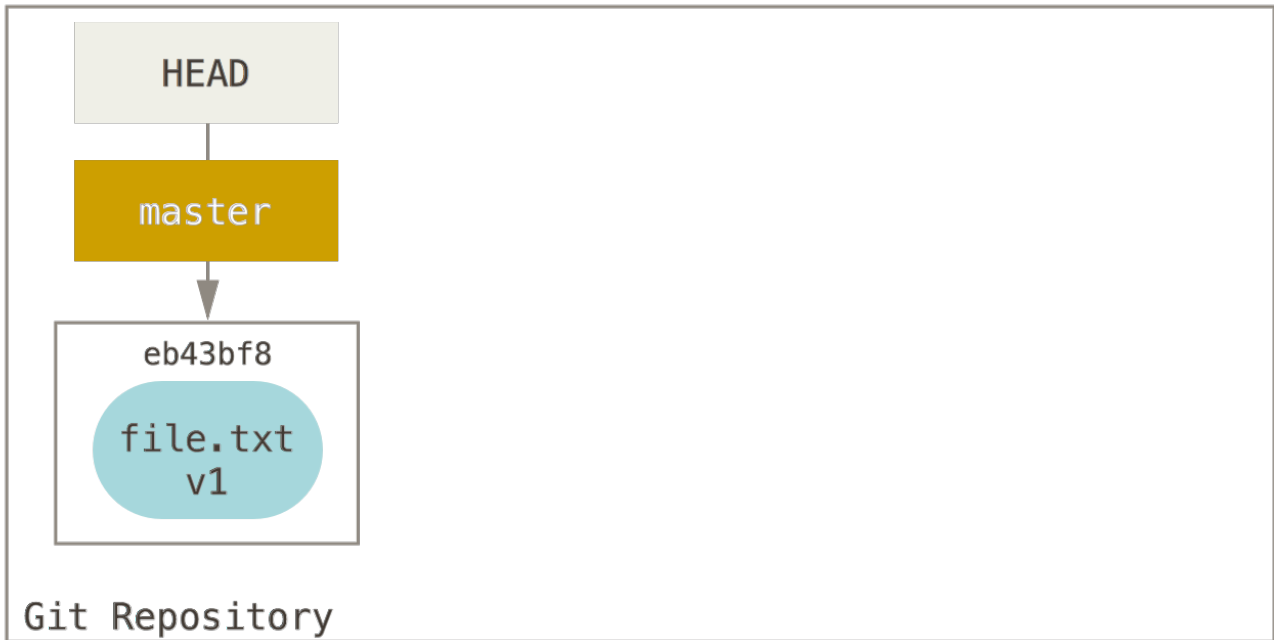 HEAD
master
eb43bf8
file.txt
v1
Git Repository